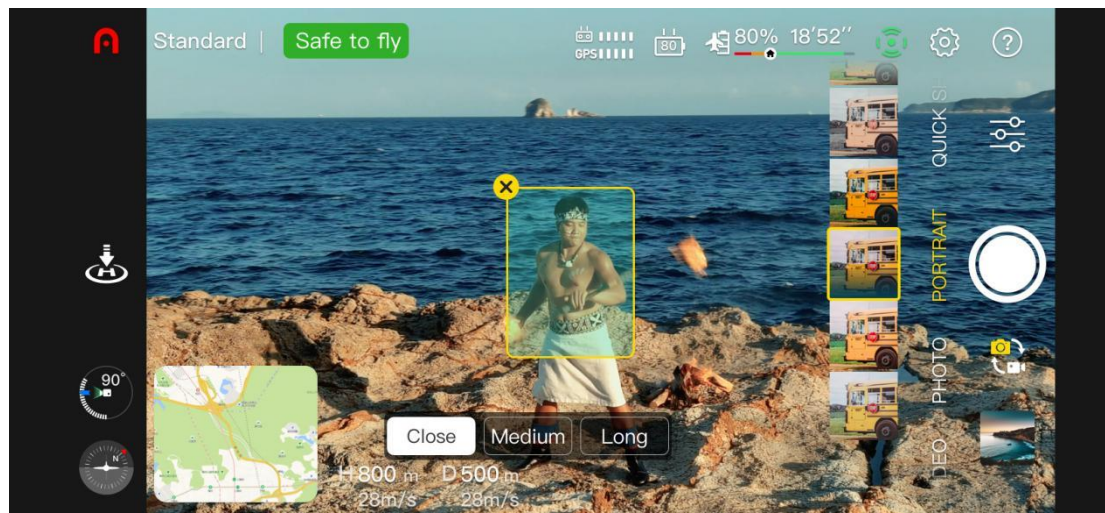 Standard |
Safe to fly
GPS
80
80% 18′52″
?
QUICK S
PORTRAIT
PHOTO
DEO
90°
N
Close
Medium
Long
H 800 m D 500 m
28m/s 28m/s